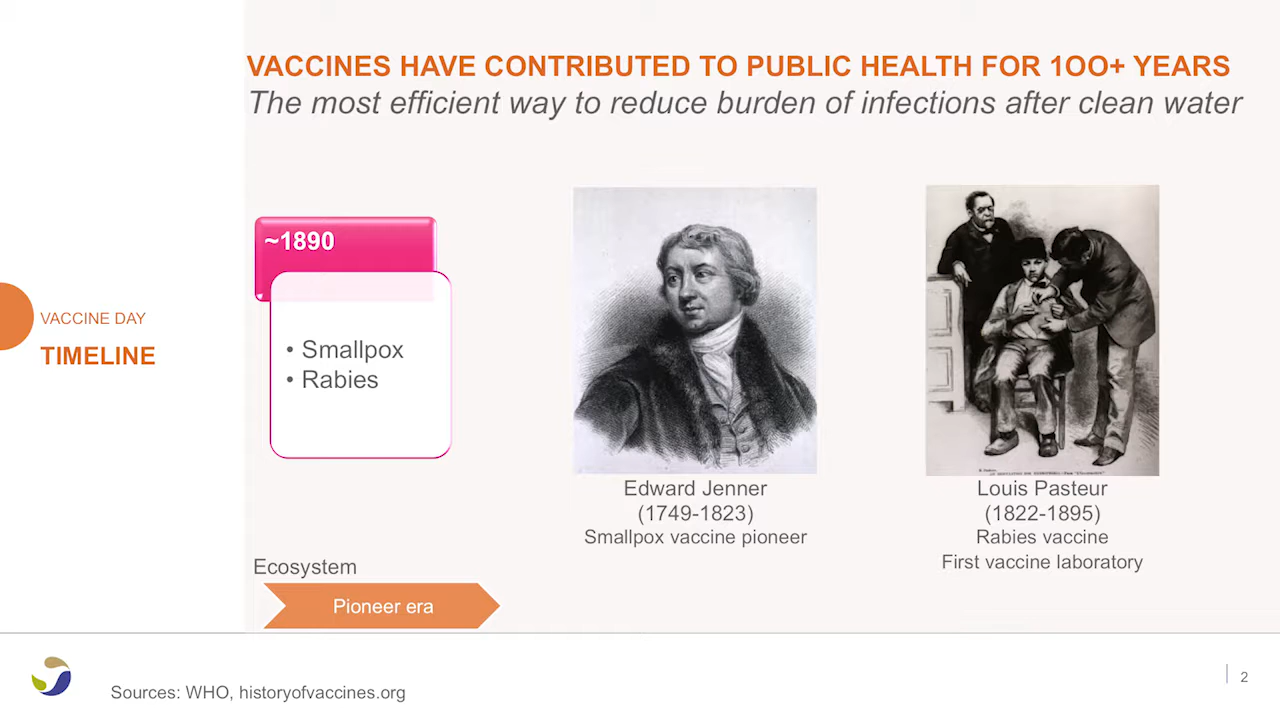 VACCINES HAVE CONTRIBUTED TO PUBLIC HEALTH FOR 1OO+ YEARS
The most efficient way to reduce burden of infections after clean water
~1890
• Smallpox
• Rabies
VACCINE DAY
TIMELINE
Edward Jenner
(1749-1823)
Smallpox vaccine pioneer
Louis Pasteur
(1822-1895)
Rabies vaccine
First vaccine laboratory
Ecosystem
Pioneer era
Sources: WHO, historyofvaccines.org
2